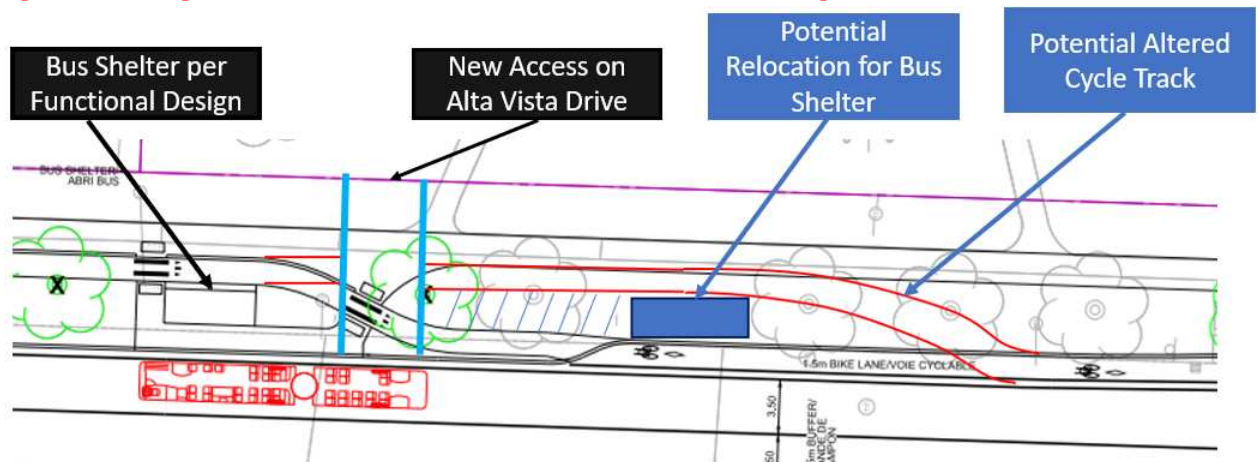 Bus Shelter per
Functional Design
New Access on
Alta Vista Drive
Potential
Relocation for Bus
Shelter
Potential Altered
Cycle Track
BUS SHELTER/
ABRI BUS
1.5m BIKE LANE/VOIE CYCLABLE
3.50
BUFFER/